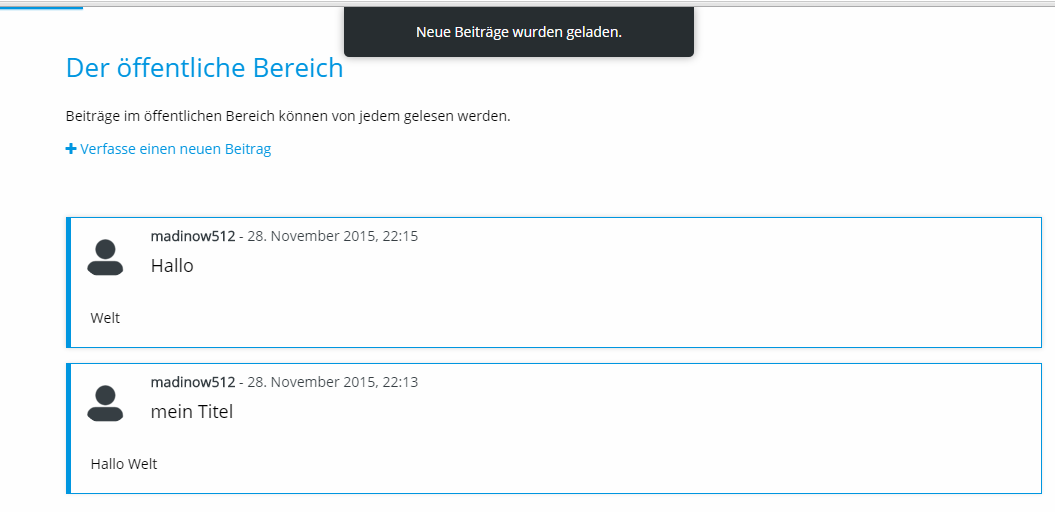 Neue Beiträge wurden geladen.
Der öffentliche Bereich
Beiträge im öffentlichen Bereich können von jedem gelesen werden.
+ Verfasse einen neuen Beitrag
madinow512 - 28. November 2015, 22:15
Hallo
Welt
madinow512 - 28. November 2015, 22:13
mein Titel
Hallo Welt